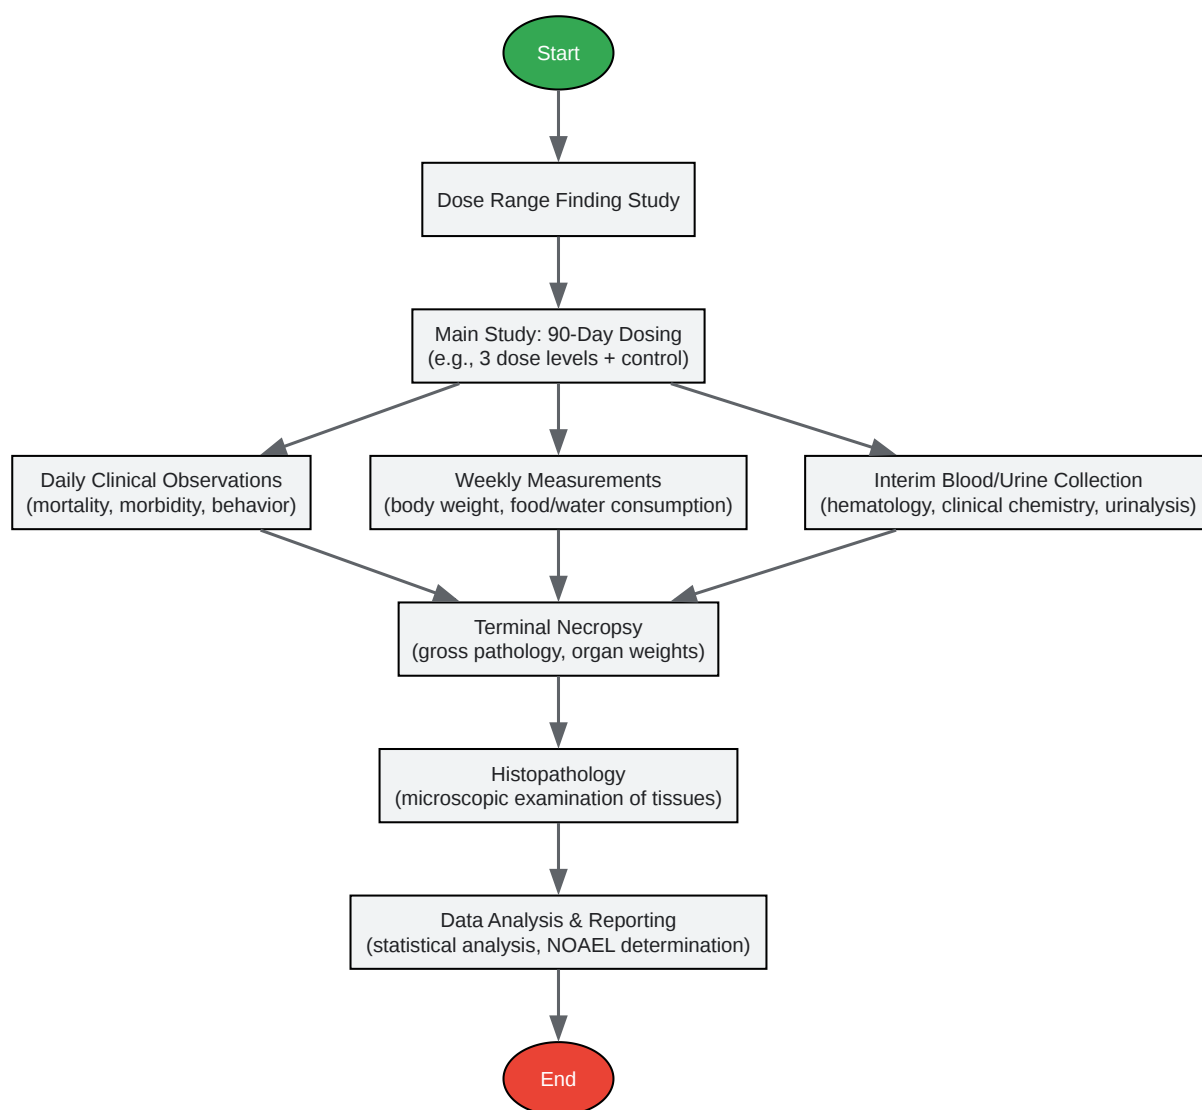 Start
Dose Range Finding Study
Main Study: 90-Day Dosing
(e.g., 3 dose levels + control)
Daily Clinical Observations
(mortality, morbidity, behavior)
Weekly Measurements
(body weight, food/water consumption)
Interim Blood/Urine Collection
(hematology, clinical chemistry, urinalysis)
Terminal Necropsy
(gross pathology, organ weights)
Histopathology
(microscopic examination of tissues)
Data Analysis & Reporting
(statistical analysis, NOAEL determination)
End